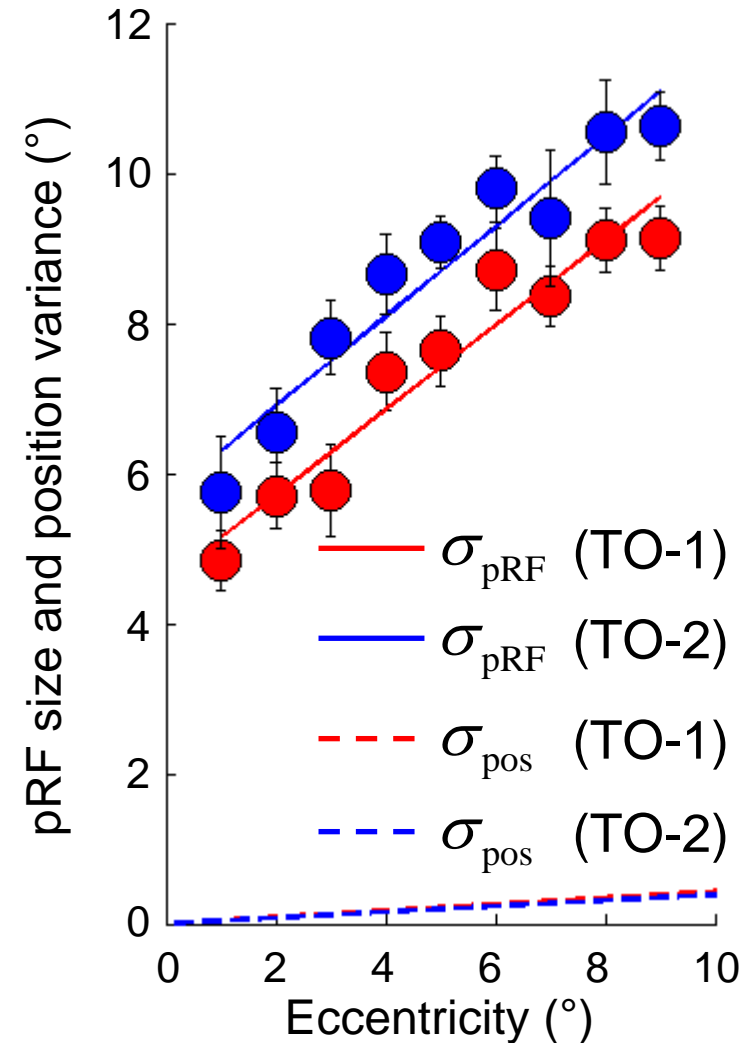 pRF size and position variance (°)
12
10
8
6
4
2
0
σpRF (TO-1)
σpRF (TO-2)
σpos (TO-1)
σpos (TO-2)
0 2 4 6 8 10
Eccentricity (°)